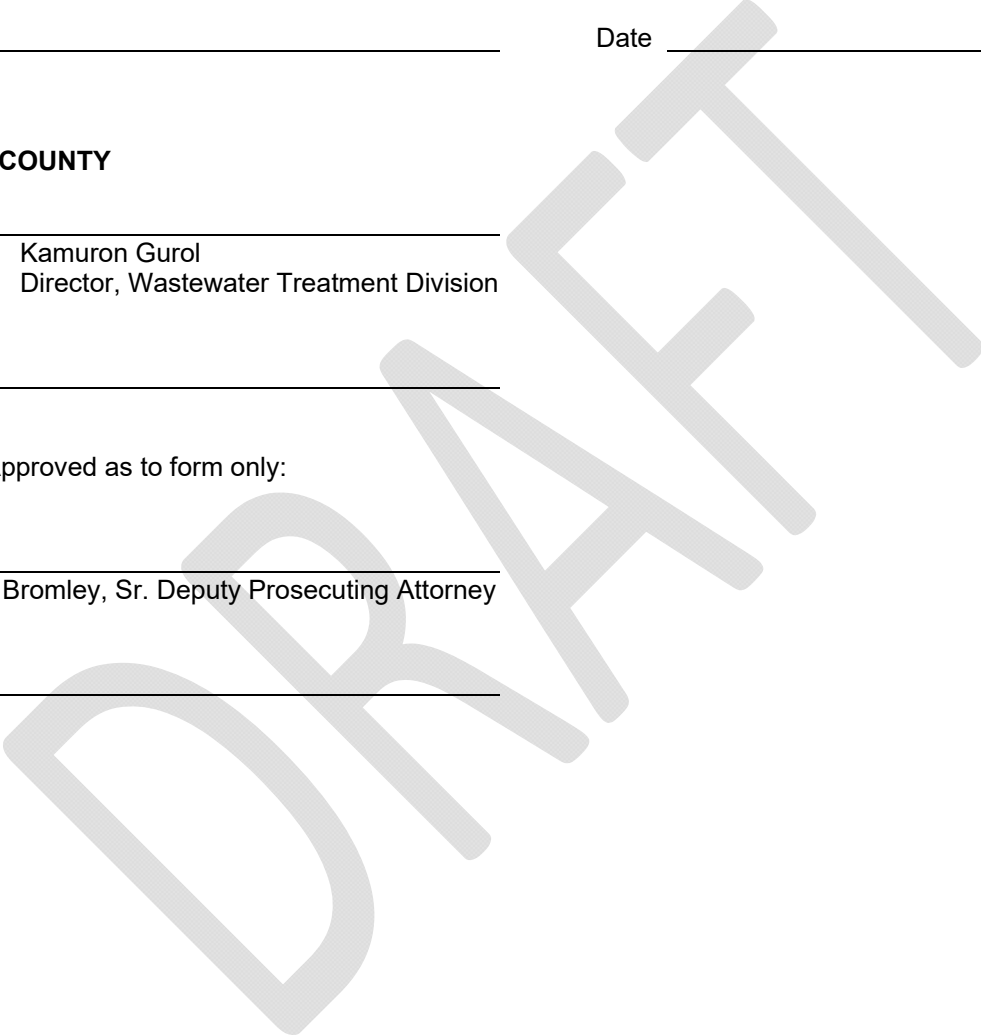 Date
COUNTY
Kamuron Gurol
Director, Wastewater Treatment Division
pproved as to form only:
Bromley, Sr. Deputy Prosecuting Attorney
DRAFT